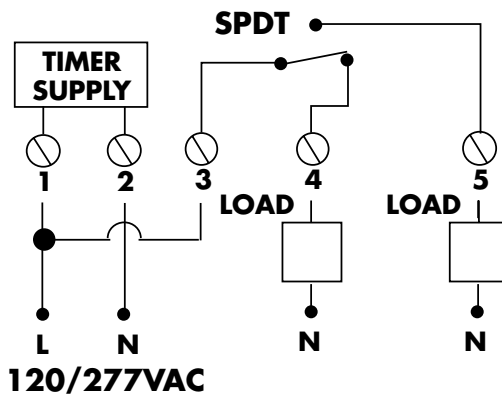 SPDT
TIMER
SUPPLY
1 2 3 4 5
LOAD LOAD
L N N N
120/277VAC